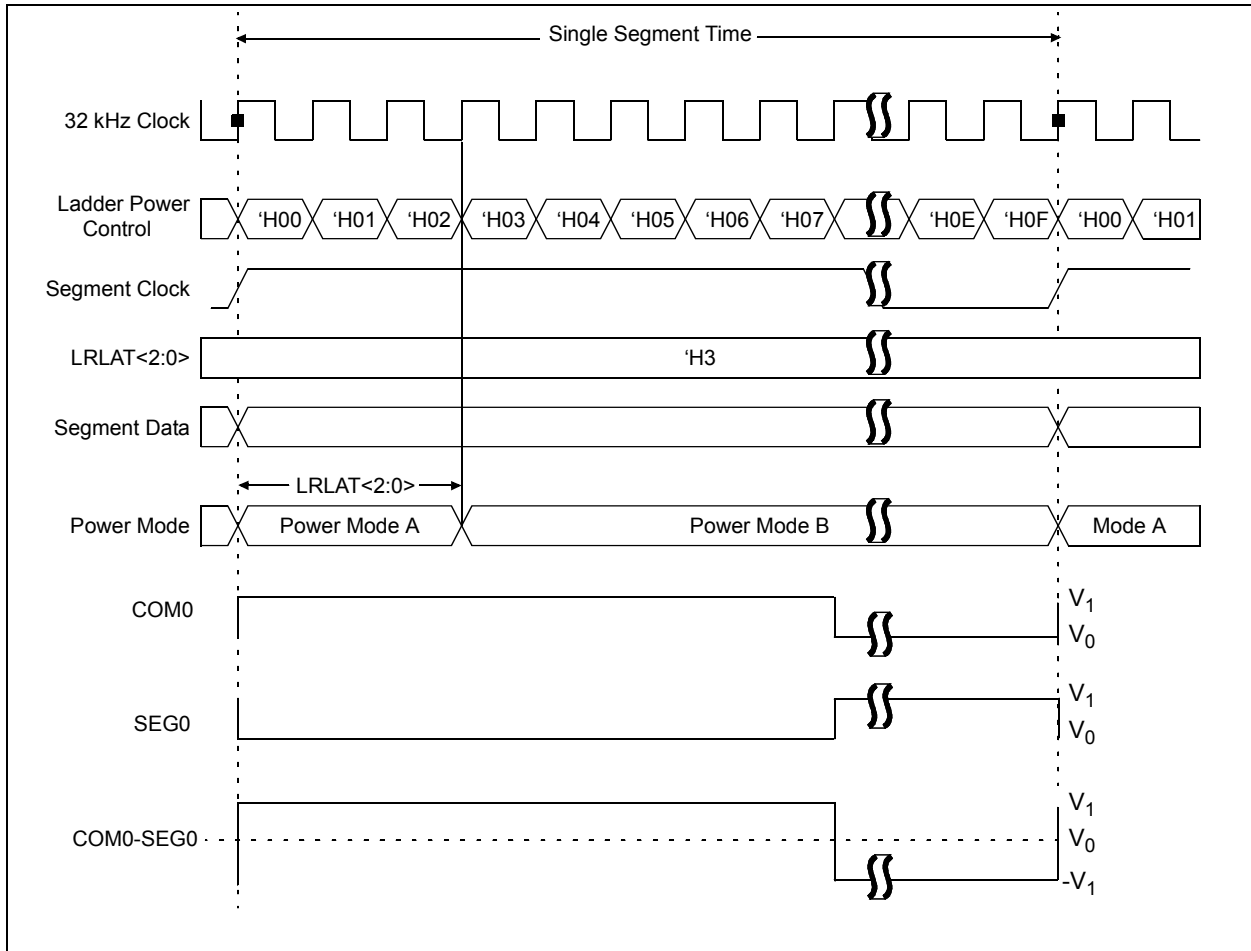 Single Segment Time
32 kHz Clock
Ladder Power
Control
‘H00 ‘H01 ‘H02 ‘H03 ‘H04 ‘H05 ‘H06 ‘H07 ‘H0E ‘H0F ‘H00 ‘H01
Segment Clock
LRLAT<2:0>
‘H3
Segment Data
LRLAT<2:0>
Power Mode
Power Mode A Power Mode B Mode A
COM0
V1
V0
SEG0
V1
V0
COM0-SEG0
V1
V0
-V1